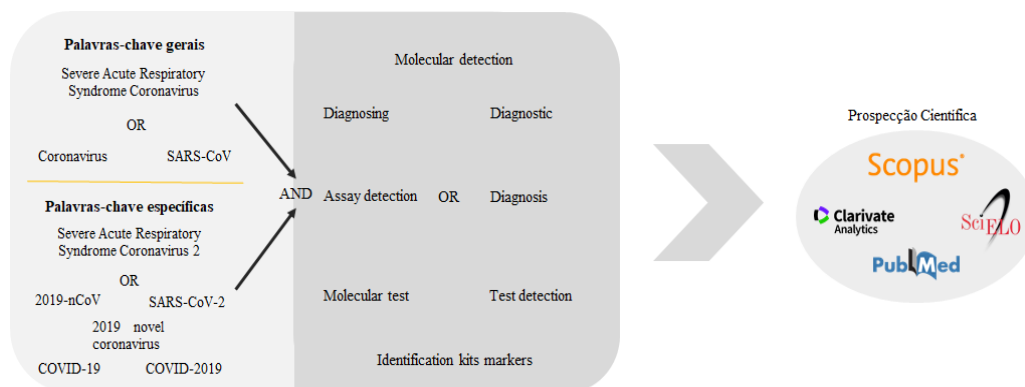 Palavras-chave gerais
Severe Acute Respiratory
Syndrome Coronavirus
OR
Coronavirus SARS-CoV
Palavras-chave específicas
Severe Acute Respiratory
Syndrome Coronavirus 2
OR
2019-nCoV SARS-CoV-2
2019 novel
coronavirus
COVID-19 COVID-2019
AND
Molecular detection
Diagnosing Diagnostic
Assay detection OR Diagnosis
Molecular test Test detection
Identification kits markers
Prospecção Científica
Scopus
Clarivate
Analytics
SciELO
PubMed